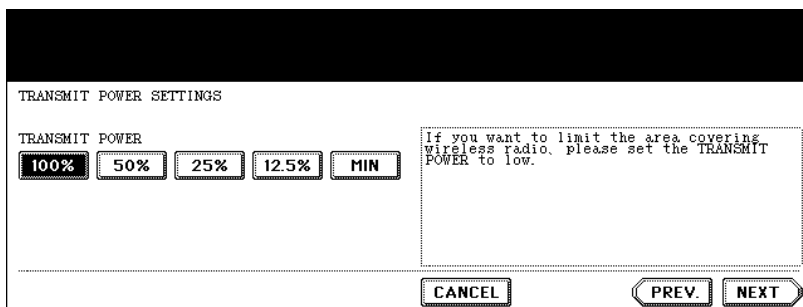 TRANSMIT POWER SETTINGS
TRANSMIT POWER
100% 50% 25% 12.5% MIN
If you want to limit the area covering
wireless radio, please set the TRANSMIT
POWER to low.
CANCEL PREV. NEXT